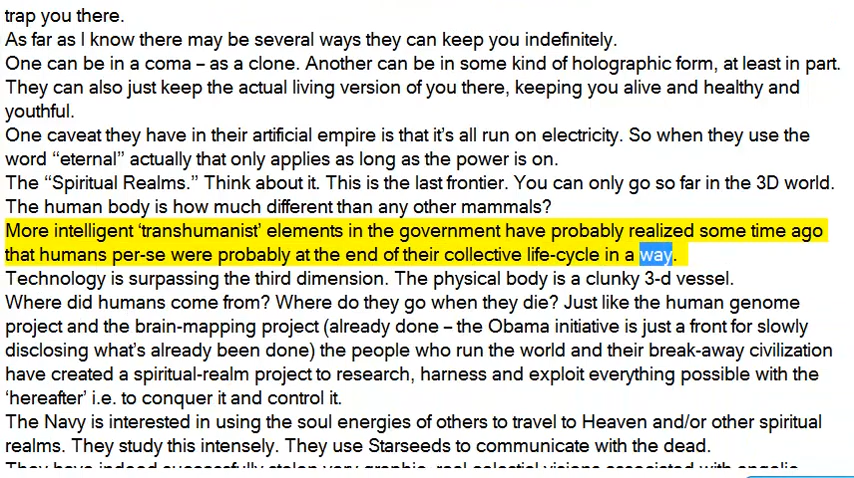 trap you there.
As far as I know there may be several ways they can keep you indefinitely.
One can be in a coma – as a clone. Another can be in some kind of holographic form, at least in part.
They can also just keep the actual living version of you there, keeping you alive and healthy and
youthful.
One caveat they have in their artificial empire is that it's all run on electricity. So when they use the
word “eternal” actually that only applies as long as the power is on.
The “Spiritual Realms.” Think about it. This is the last frontier. You can only go so far in the 3D world.
The human body is how much different than any other mammals?
More intelligent ‘transhumanist’ elements in the government have probably realized some time ago
that humans per-se were probably at the end of their collective life-cycle in a way.
Technology is surpassing the third dimension. The physical body is a clunky 3-d vessel.
Where did humans come from? Where do they go when they die? Just like the human genome
project and the brain-mapping project (already done – the Obama initiative is just a front for slowly
disclosing what's already been done) the people who run the world and their break-away civilization
have created a spiritual-realm project to research, harness and exploit everything possible with the
‘hereafter’ i.e. to conquer it and control it.
The Navy is interested in using the soul energies of others to travel to Heaven and/or other spiritual
realms. They study this intensely. They use Starseeds to communicate with the dead.
They have indeed successfully stolen very graphic, real celestial visions associated with angelic